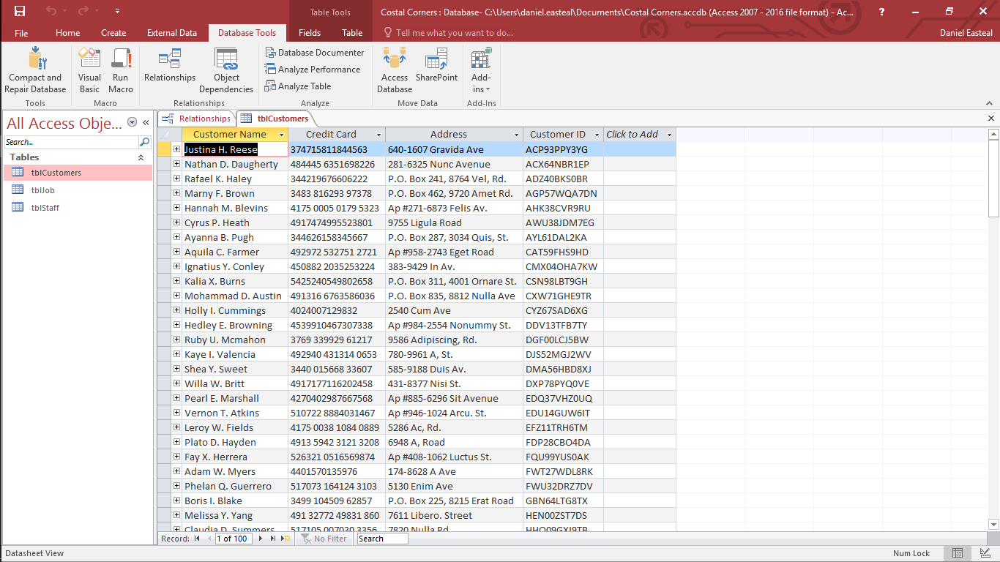 Table Tools
Costal Corners : Database- C:\Users\daniel.easteal\Documents\Costal Corners.accdb (Access 2007 - 2016 file format) - Ac...
?
File Home Create External Data Database Tools Fields Table Tell me what you want to do... Daniel Easteal
Compact and Repair Database
Visual Basic
Run Macro
Relationships
Object Dependencies
Database Documenter
Analyze Performance
Analyze Table
Access Database
SharePoint
Add-ins
Tools Macro Relationships Analyze Move Data Add-Ins
All Access Obje...
Search...
Tables
tblCustomers
tblJob
tblStaff
Relationships tblCustomers
Customer Name Credit Card Address Customer ID Click to Add
Justina H. Reese 374715811844563 640-1607 Gravida Ave ACP93PPY3YG
Nathan D. Daugherty 484445 6351698226 281-6325 Nunc Avenue ACX64NBR1EP
Rafael K. Haley 344219676606222 P.O. Box 241, 8764 Vel, Rd. ADZ40BKS0BR
Marny F. Brown 3483 816293 97378 P.O. Box 462, 9720 Amet Rd. AGP57WQA7DN
Hannah M. Blevins 4175 0005 0179 5323 Ap #271-6873 Felis Av. AHK38CVR9RU
Cyrus P. Heath 4917474995523801 9755 Ligula Road AWU38JDM7EG
Ayanna B. Pugh 344626158345667 P.O. Box 287, 3034 Quis, St. AYL61DAL2KA
Aquila C. Farmer 492972 532751 2721 Ap #958-2743 Eget Road CAT59FHS9HD
Ignatius Y. Conley 450882 2035253224 383-9429 In Av. CMX04OHA7KW
Kalia X. Burns 5425240549802658 P.O. Box 311, 4001 Ornare St. CSN98LBT9GH
Mohammad D. Austin 491316 6763586036 P.O. Box 835, 8812 Nulla Ave CXW71GHE9TR
Holly I. Cummings 4024007129832 2540 Cum Ave CYZ67SAD6XG
Hedley E. Browning 4539910467307338 Ap #984-2554 Nonummy St. DDV13TFB7TY
Ruby U. Mcmahon 3769 339929 61217 9586 Adipiscing, Rd. DGF00LCJ5BW
Kaye I. Valencia 492940 431314 0653 780-9961 A, St. DJS52MGJ2WV
Shea Y. Sweet 3440 015668 33607 585-9188 Duis Av. DMA56HBD8XJ
Willa W. Britt 4917177116202458 431-8377 Nisi St. DXP78PYQ0VE
Pearl E. Marshall 4270402987667568 Ap #885-6296 Sit Avenue EDQ37VHZ0UQ
Vernon T. Atkins 510722 8884031467 Ap #946-1024 Arcu. St. EDU14GUW6IT
Leroy W. Fields 4175 0038 1084 0889 5286 Ac, Rd. EFZ11TRH6TM
Plato D. Hayden 4913 5942 3121 3208 6948 A, Road FDP28CBO4DA
Fay X. Herrera 526321 0516569874 Ap #408-1062 Luctus St. FQU99YUS0AK
Adam W. Myers 4401570135976 174-8628 A Ave FWT27WDL8RK
Phelan Q. Guerrero 517073 164124 3103 5130 Enim Ave FWU32DRZ7DV
Boris I. Blake 3499 104509 62857 P.O. Box 225, 8215 Erat Road GBN64LTG8TX
Melissa Y. Yang 491 32772 49831 860 7611 Libero. Street HEN00ZST7DS
Claudia D. Summers 517105 007030 3356 7820 Nulla Rd. HHO09GXJ9TB
Record: 1 of 100 No Filter Search
Datasheet View Num Lock